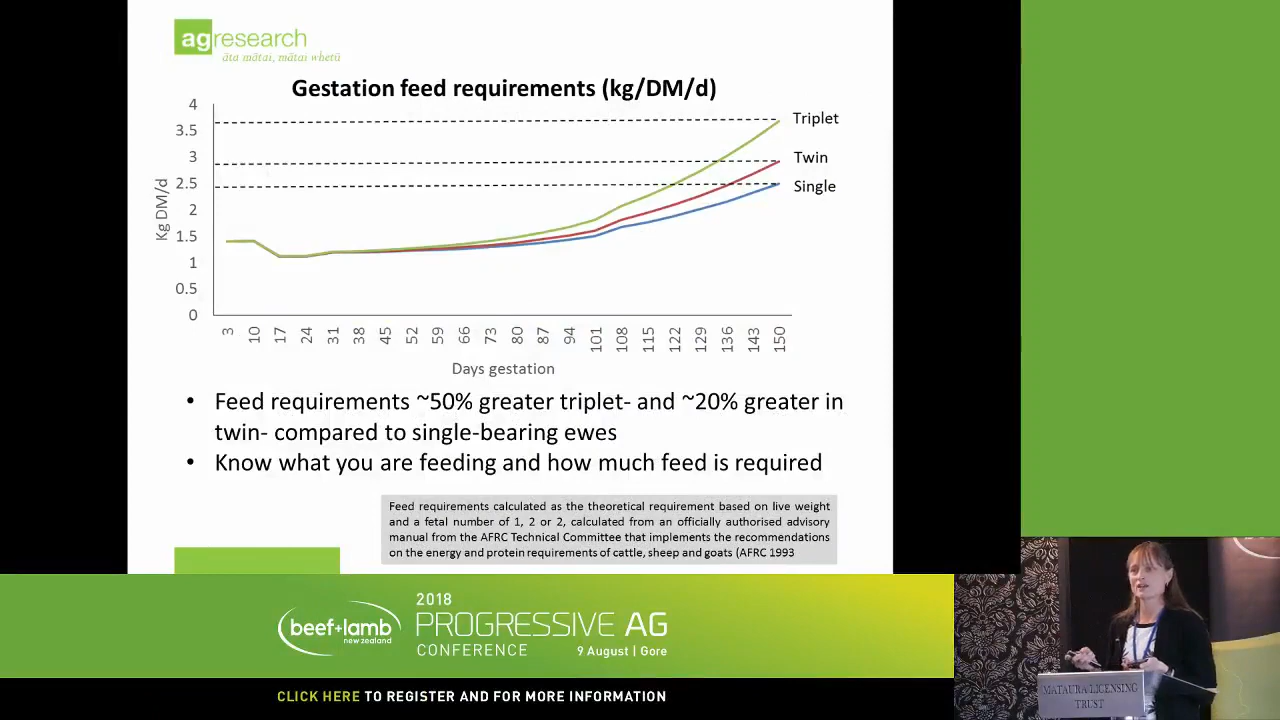 agresearch
āta mātai, mātai whetū
Gestation feed requirements (kg/DM/d)
4
3.5
3
2.5
2
1.5
1
0.5
0
Kg DM/d
Triplet
Twin
Single
3 10 17 24 31 38 45 52 59 66 73 80 87 94 101 108 115 122 129 136 143 150
Days gestation
• Feed requirements ~50% greater triplet- and ~20% greater in
twin- compared to single-bearing ewes
• Know what you are feeding and how much feed is required
Feed requirements calculated as the theoretical requirement based on live weight
and a fetal number of 1, 2 or 2, calculated from an officially authorised advisory
manual from the AFRC Technical Committee that implements the recommendations
on the energy and protein requirements of cattle, sheep and goats (AFRC 1993
beef+lamb
new zealand
2018
PROGRESSIVE AG
CONFERENCE
9 August | Gore
CLICK HERE TO REGISTER AND FOR MORE INFORMATION
MATAURA LICENSING
TRUST